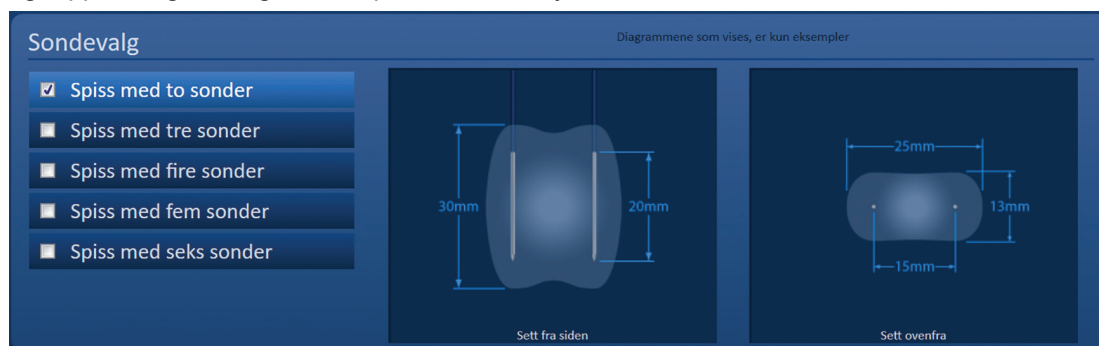 Sondevalg
Diagrammene som vises, er kun eksempler
Spiss med to sonder
Spiss med tre sonder
Spiss med fire sonder
Spiss med fem sonder
Spiss med seks sonder
30mm
20mm
Sett fra siden
25mm
13mm
15mm
Sett ovenfra